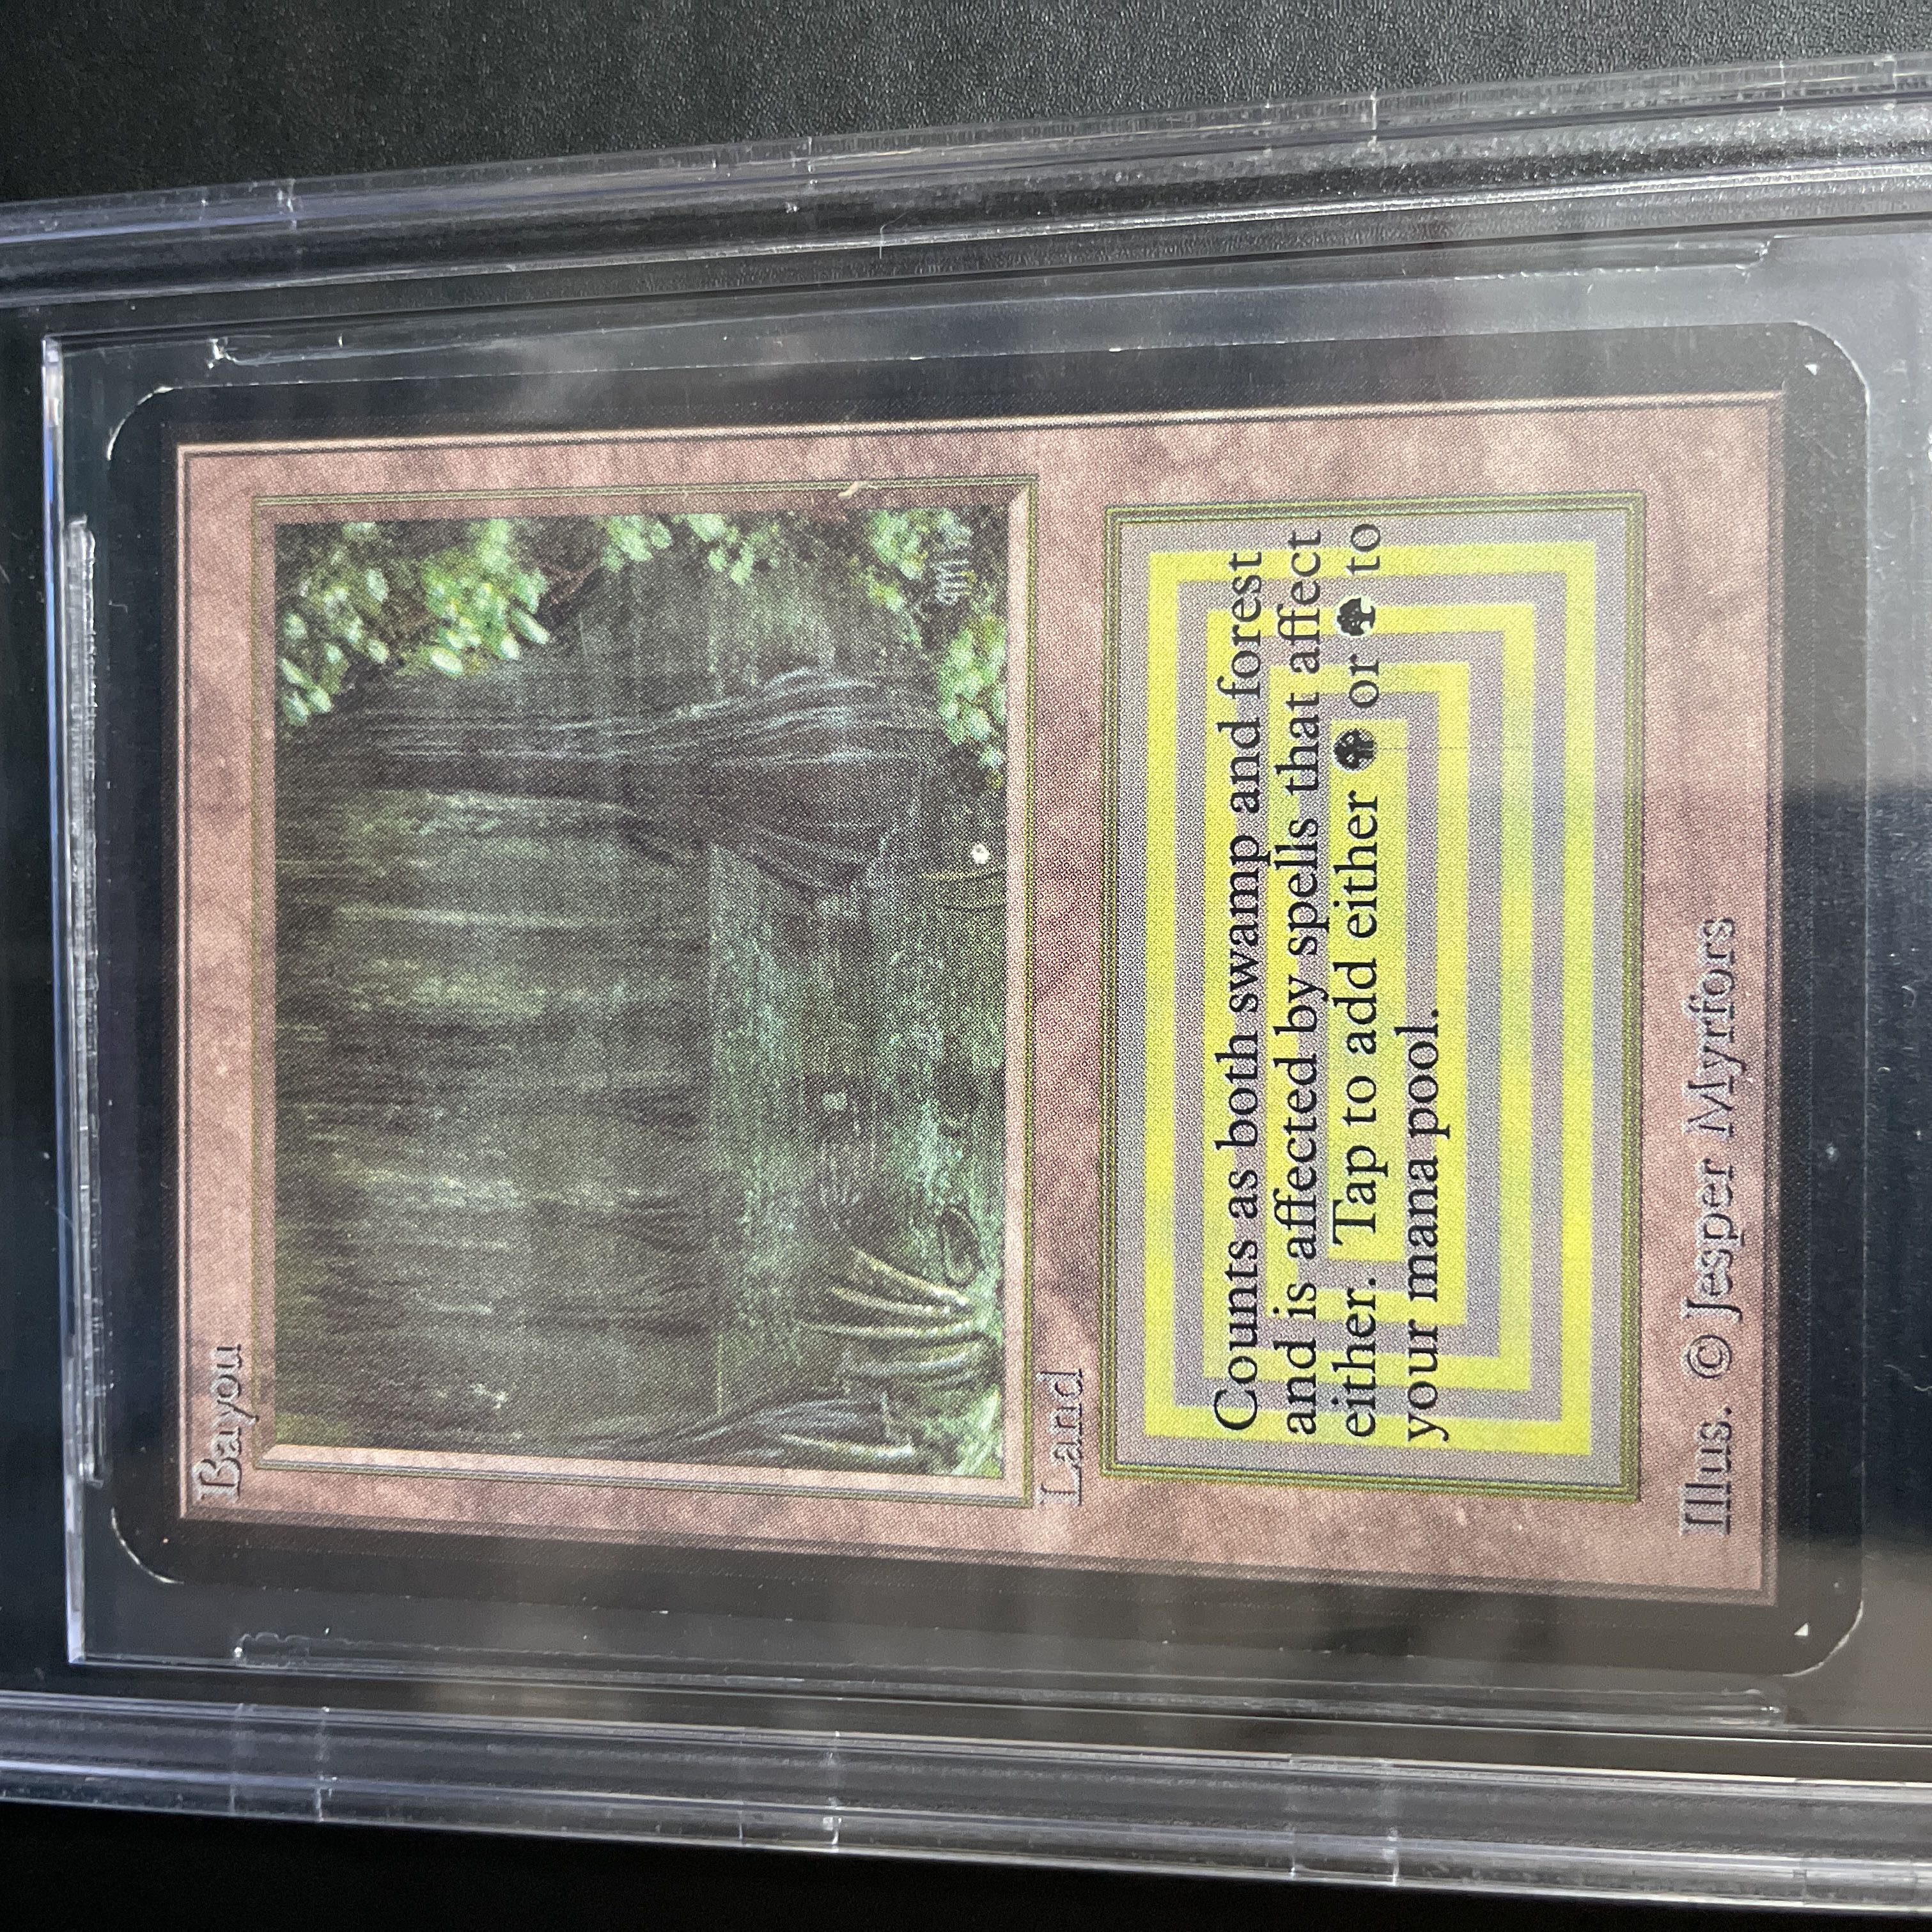 Bayou
Land
Counts as both swamp and forest
and is affected by spells that affect
either. Tap to add either or to
your mana pool.
Illus. © Jesper Myrfors